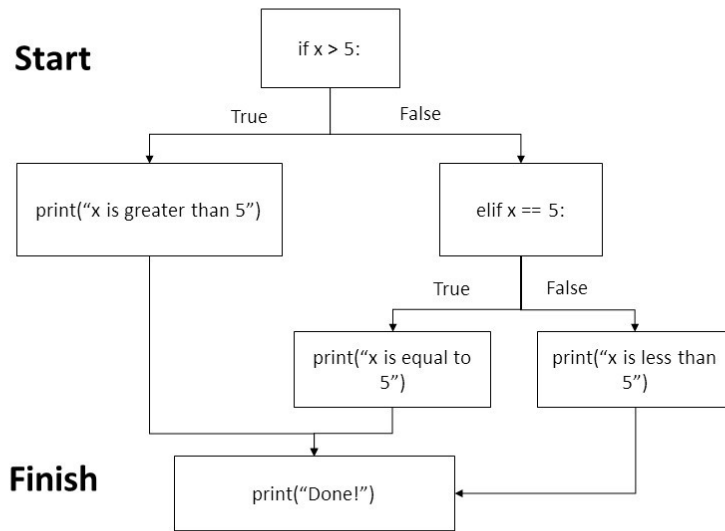 Start
if x > 5:
True
False
print(“x is greater than 5”)
elif x == 5:
True
False
print(“x is equal to
5”)
print(“x is less than
5”)
Finish
print(“Done!”)